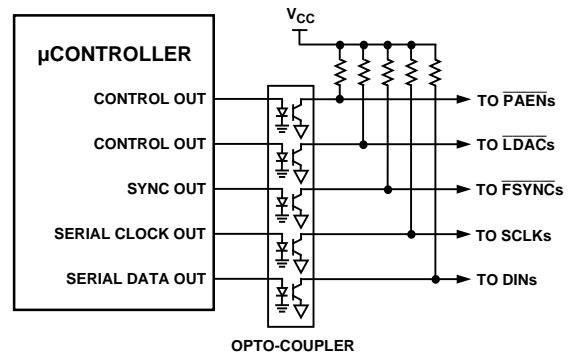 VCC
µCONTROLLER
CONTROL OUT
TO PAENs
CONTROL OUT
TO LDACs
SYNC OUT
TO FSYNCs
SERIAL CLOCK OUT
TO SCLKs
SERIAL DATA OUT
TO DINs
OPTO-COUPLER